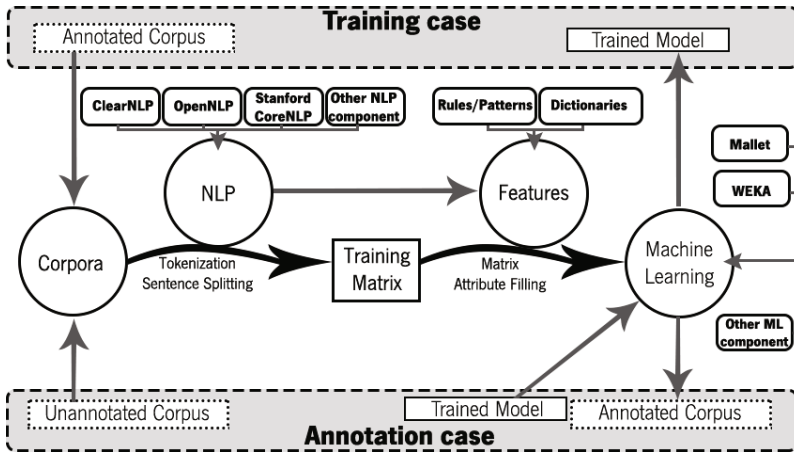 Training case
Annotated Corpus
Trained Model
ClearNLP
OpenNLP
Stanford
CoreNLP
Other NLP
component
Rules/Patterns
Dictionaries
Mallet
WEKA
NLP
Features
Corpora
Tokenization
Sentence Splitting
Training
Matrix
Matrix
Attribute Filling
Machine
Learning
Other ML
component
Unannotated Corpus
Trained Model
Annotated Corpus
Annotation case